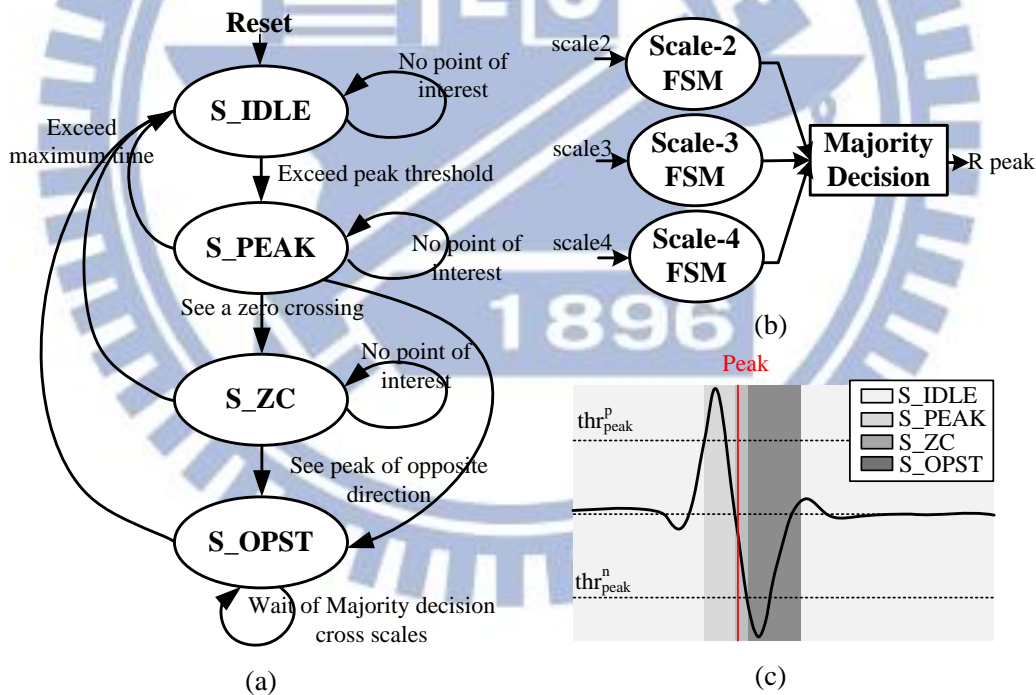 Reset
S_IDLE
No point of
interest
Exceed
maximum time
Exceed peak threshold
S_PEAK
No point of
interest
See a zero crossing
S_ZC
No point of
interest
See peak of opposite
direction
S_OPST
Wait of Majority decision
cross scales
(a)
scale2
Scale-2
FSM
scale3
Scale-3
FSM
scale4
Scale-4
FSM
Majority
Decision
R peak
1896
(b)
Peak
thr^p_peak
thr^n_peak
S_IDLE
S_PEAK
S_ZC
S_OPST
(c)